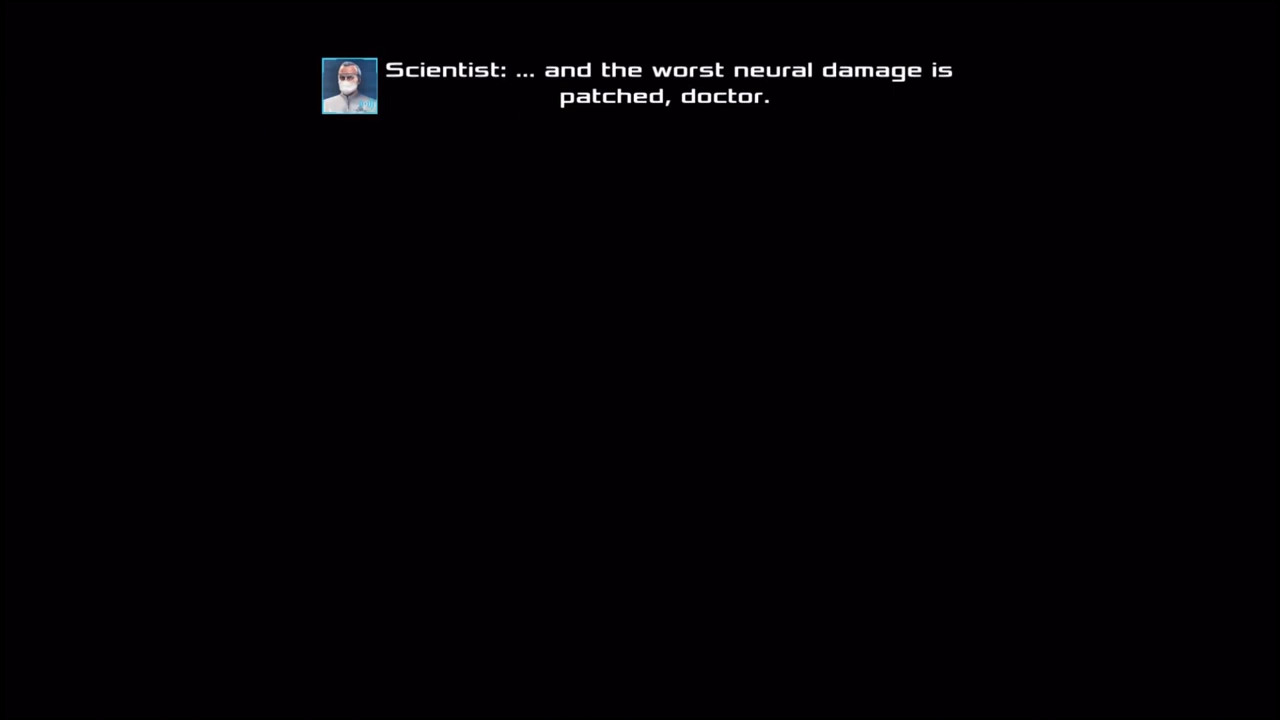 Scientist: ... and the worst neural damage is
patched, doctor.